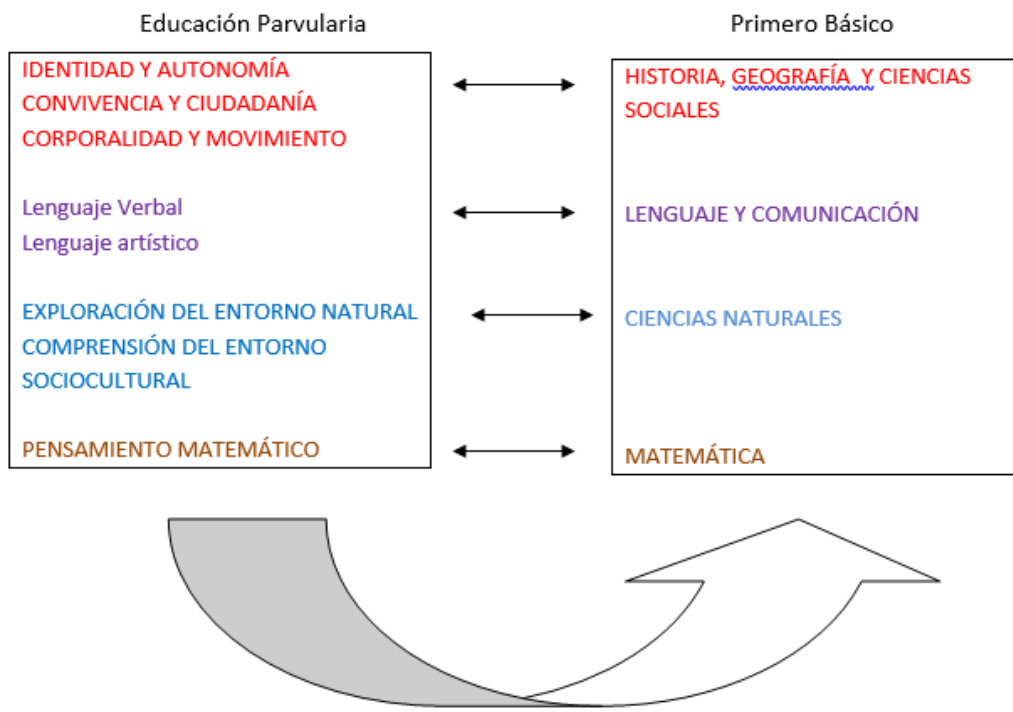 Educación Parvularia
Primero Básico
IDENTIDAD Y AUTONOMÍA
CONVIVENCIA Y CIUDADANÍA
CORPORALIDAD Y MOVIMIENTO
HISTORIA, GEOGRAFÍA Y CIENCIAS
SOCIALES
Lenguaje Verbal
Lenguaje artístico
LENGUAJE Y COMUNICACIÓN
EXPLORACIÓN DEL ENTORNO NATURAL
COMPRENSIÓN DEL ENTORNO
SOCIOCULTURAL
CIENCIAS NATURALES
PENSAMIENTO MATEMÁTICO
MATEMÁTICA